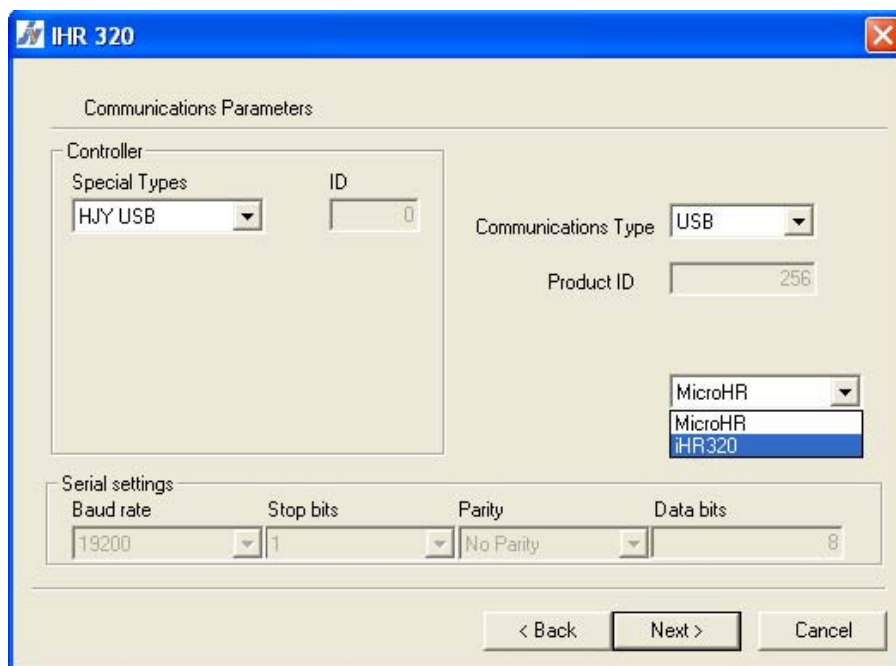 IHR 320
Communications Parameters
Controller
Special Types ID
HJY USB 0
Communications Type USB
Product ID 256
MicroHR
MicroHR
iHR320
Serial settings
Baud rate Stop bits Parity Data bits
19200 1 No Parity 8
< Back Next > Cancel